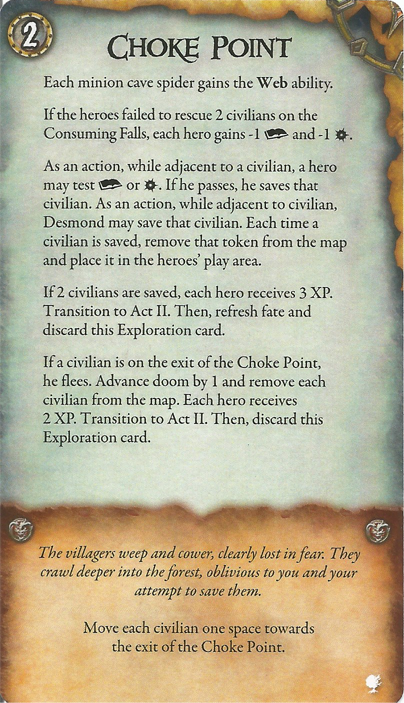 2
CHOKE POINT
Each minion cave spider gains the Web ability.
If the heroes failed to rescue 2 civilians on the
Consuming Falls, each hero gains -1 and -1 .
As an action, while adjacent to a civilian, a hero
may test or . If he passes, he saves that
civilian. As an action, while adjacent to civilian,
Desmond may save that civilian. Each time a
civilian is saved, remove that token from the map
and place it in the heroes' play area.
If 2 civilians are saved, each hero receives 3 XP.
Transition to Act II. Then, refresh fate and
discard this Exploration card.
If a civilian is on the exit of the Choke Point,
he flees. Advance doom by 1 and remove each
civilian from the map. Each hero receives
2 XP. Transition to Act II. Then, discard this
Exploration card.
The villagers weep and cower, clearly lost in fear. They
crawl deeper into the forest, oblivious to you and your
attempt to save them.
Move each civilian one space towards
the exit of the Choke Point.